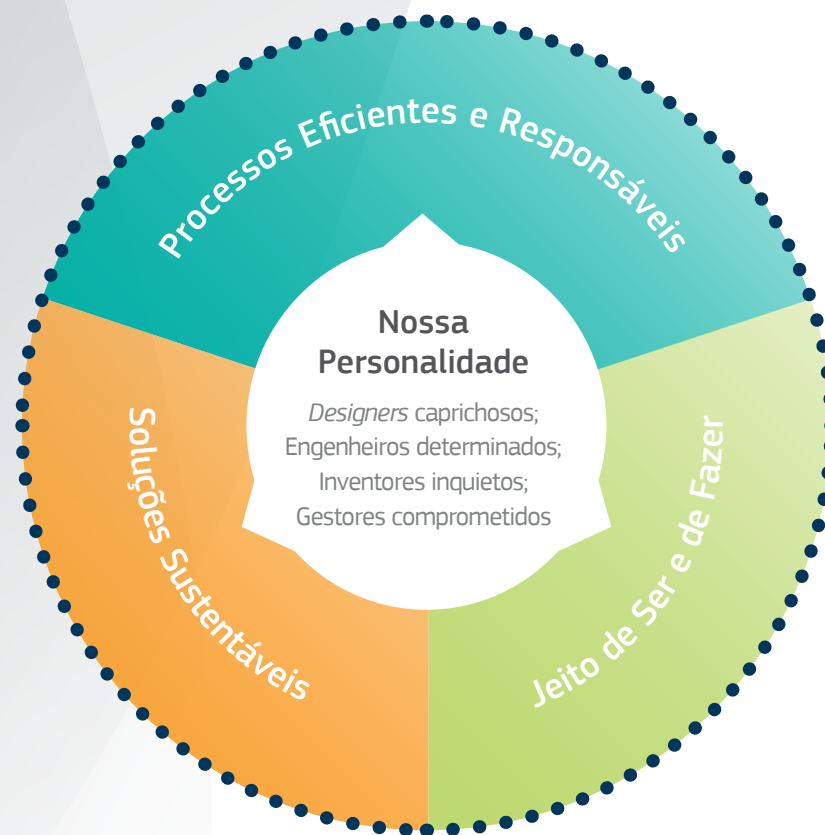 Processos Eficientes e Responsáveis
Nossa
Personalidade
Designers caprichosos;
Engenheiros determinados;
Inventores inquietos;
Gestores comprometidos
Soluções Sustentáveis
Jeito de Ser e de Fazer